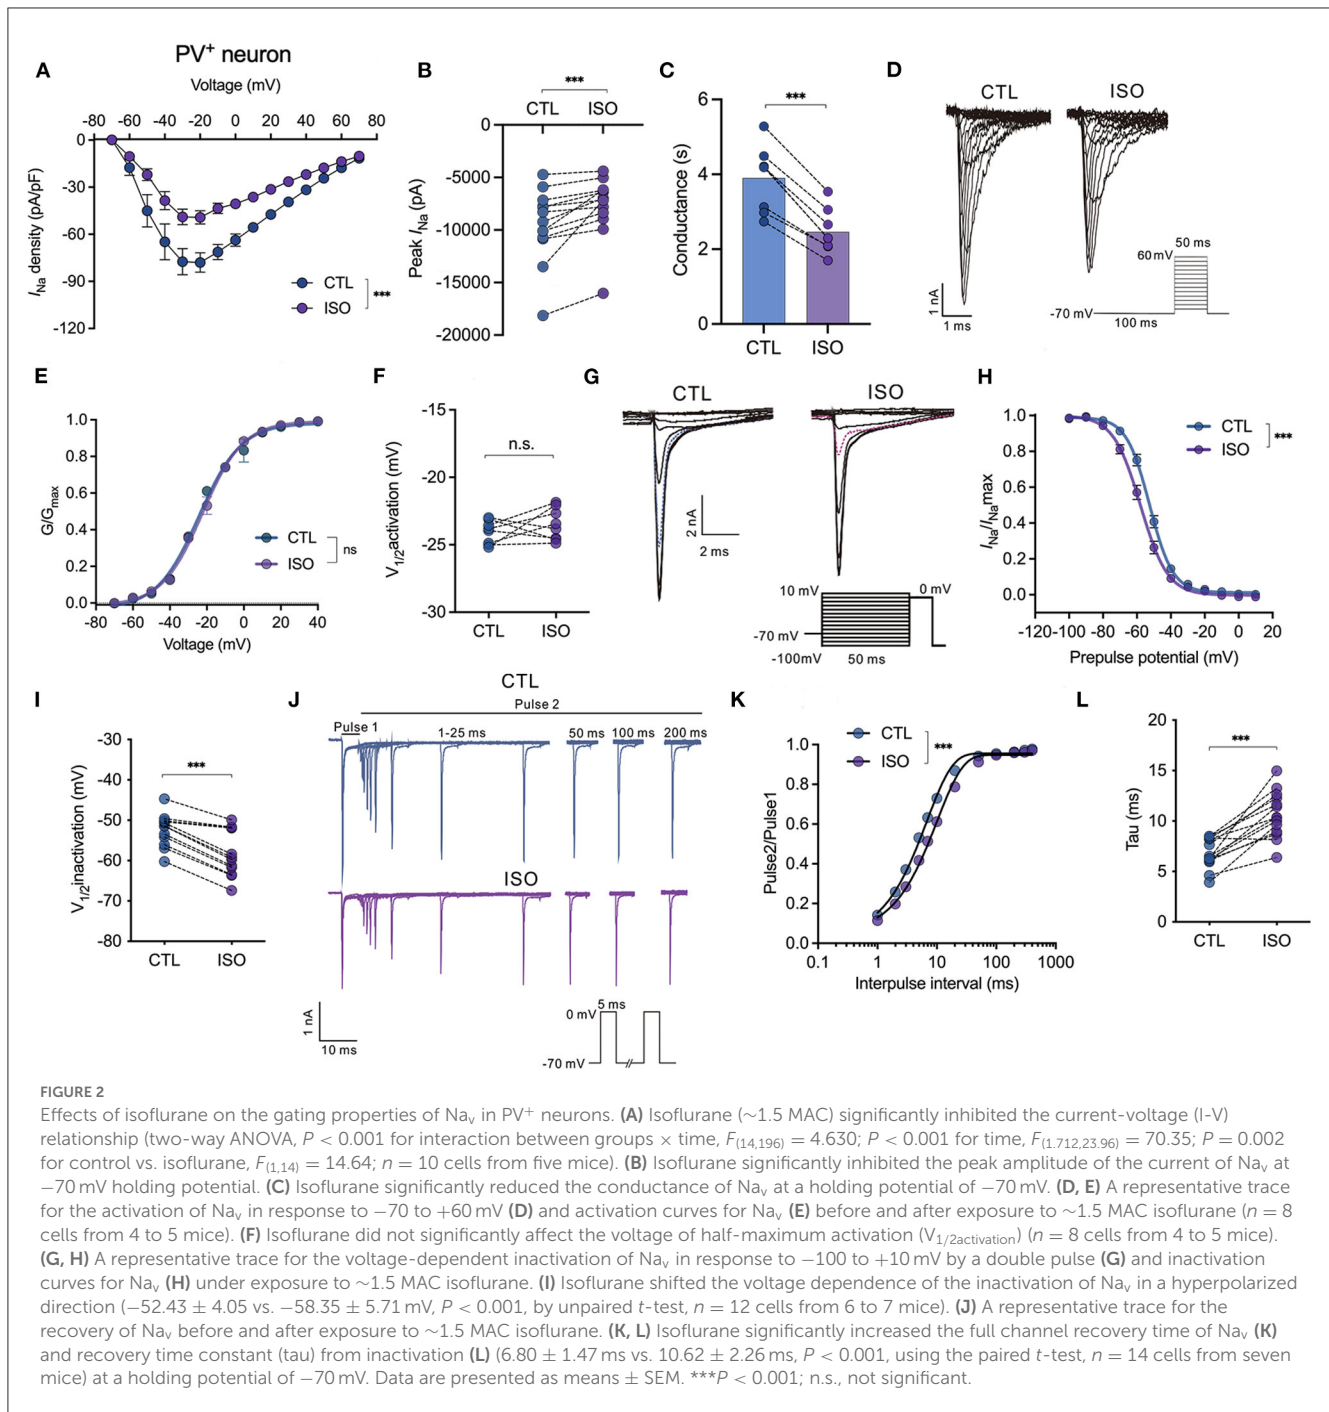 PV⁺ neuron
A
Voltage (mV)
-80 -60 -40 -20 0 20 40 60 80
0
-30
-60
-90
-120
I_Na density (pA/pF)
CTL
ISO
***
B
***
CTL ISO
0
-5000
-10000
-15000
-20000
Peak I_Na (pA)
C
***
6
4
2
0
Conductance (s)
CTL ISO
D
CTL ISO
1 nA
1 ms
50 ms
60 mV
-70 mV
100 ms
E
1.0
0.8
0.6
0.4
0.2
0.0
G/G_max
CTL
ISO
ns
-80 -60 -40 -20 0 20 40
Voltage (mV)
F
-15
-20
-25
-30
V_1/2activation (mV)
n.s.
CTL ISO
G
CTL ISO
2 nA
2 ms
10 mV
0 mV
-70 mV
-100mV
50 ms
H
1.0
0.8
0.6
0.4
0.2
0.0
I_Na/I_Na max
CTL
ISO
***
-120 -100 -80 -60 -40 -20 0 20
Prepulse potential (mV)
I
-30
-40
-50
-60
-70
-80
V_1/2inactivation (mV)
***
CTL ISO
J
CTL
Pulse 2
Pulse 1
1-25 ms 50 ms 100 ms 200 ms
ISO
1 nA
10 ms
0 mV
5 ms
-70 mV
K
1.0
0.8
0.6
0.4
0.2
0.0
Pulse2/Pulse1
CTL
ISO
***
0.1 1 10 100 1000
Interpulse interval (ms)
L
20
15
10
5
0
Tau (ms)
***
CTL ISO
FIGURE 2
Effects of isoflurane on the gating properties of Na_v in PV⁺ neurons. (A) Isoflurane (~1.5 MAC) significantly inhibited the current-voltage (I-V)
relationship (two-way ANOVA, P < 0.001 for interaction between groups × time, F_(14,196) = 4.630; P < 0.001 for time, F_(1.712,23.96) = 70.35; P = 0.002
for control vs. isoflurane, F_(1,14) = 14.64; n = 10 cells from five mice). (B) Isoflurane significantly inhibited the peak amplitude of the current of Na_v at
−70 mV holding potential. (C) Isoflurane significantly reduced the conductance of Na_v at a holding potential of −70 mV. (D, E) A representative trace
for the activation of Na_v in response to −70 to +60 mV (D) and activation curves for Na_v (E) before and after exposure to ~1.5 MAC isoflurane (n = 8
cells from 4 to 5 mice). (F) Isoflurane did not significantly affect the voltage of half-maximum activation (V_1/2activation) (n = 8 cells from 4 to 5 mice).
(G, H) A representative trace for the voltage-dependent inactivation of Na_v in response to −100 to +10 mV by a double pulse (G) and inactivation
curves for Na_v (H) under exposure to ~1.5 MAC isoflurane. (I) Isoflurane shifted the voltage dependence of the inactivation of Na_v in a hyperpolarized
direction (−52.43 ± 4.05 vs. −58.35 ± 5.71 mV, P < 0.001, by unpaired t-test, n = 12 cells from 6 to 7 mice). (J) A representative trace for the
recovery of Na_v before and after exposure to ~1.5 MAC isoflurane. (K, L) Isoflurane significantly increased the full channel recovery time of Na_v (K)
and recovery time constant (tau) from inactivation (L) (6.80 ± 1.47 ms vs. 10.62 ± 2.26 ms, P < 0.001, using the paired t-test, n = 14 cells from seven
mice) at a holding potential of −70 mV. Data are presented as means ± SEM. ***P < 0.001; n.s., not significant.